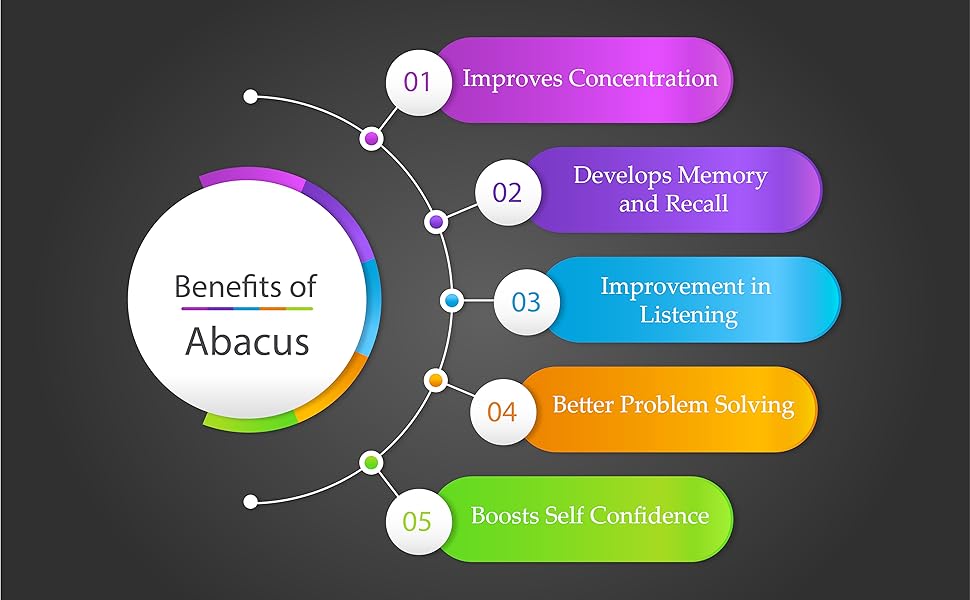 Benefits of
Abacus
01
Improves Concentration
02
Develops Memory
and Recall
03
Improvement in
Listening
04
Better Problem Solving
05
Boosts Self Confidence